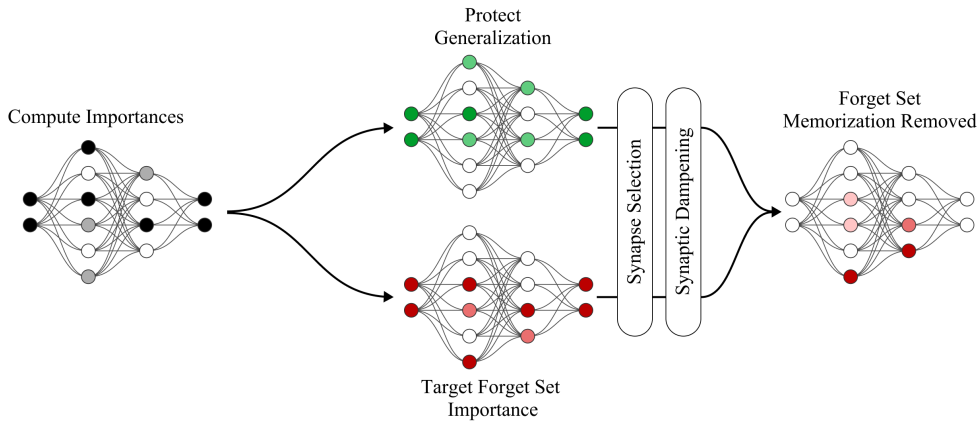 Protect
Generalization
Compute Importances
Synapse Selection
Synaptic Dampening
Forget Set
Memorization Removed
Target Forget Set
Importance